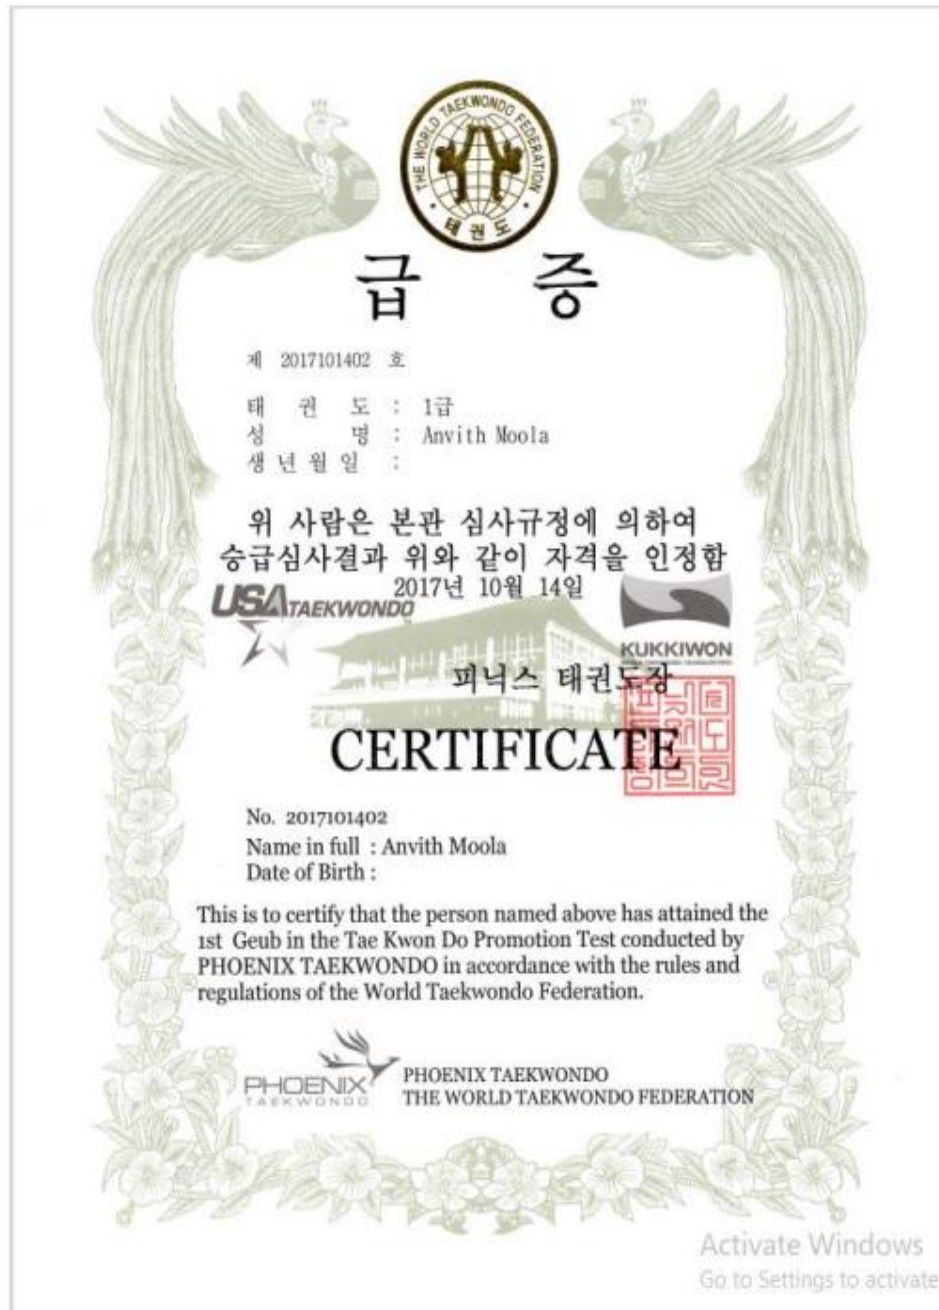 THE WORLD TAEKWONDO FEDERATION
태권도
급 증
제 2017101402 호
태 권 도 : 1급
성 명 : Anvith Moola
생 년 월 일 :
위 사람은 본관 심사규정에 의하여
승급심사결과 위와 같이 자격을 인정함
2017년 10월 14일
USA TAEKWONDO
KUKKIWON
피닉스 태권도장
CERTIFICATE
No. 2017101402
Name in full : Anvith Moola
Date of Birth :
This is to certify that the person named above has attained the
1st Geub in the Tae Kwon Do Promotion Test conducted by
PHOENIX TAEKWONDO in accordance with the rules and
regulations of the World Taekwondo Federation.
PHOENIX
TAEKWONDO
PHOENIX TAEKWONDO
THE WORLD TAEKWONDO FEDERATION
Activate Windows
Go to Settings to activate